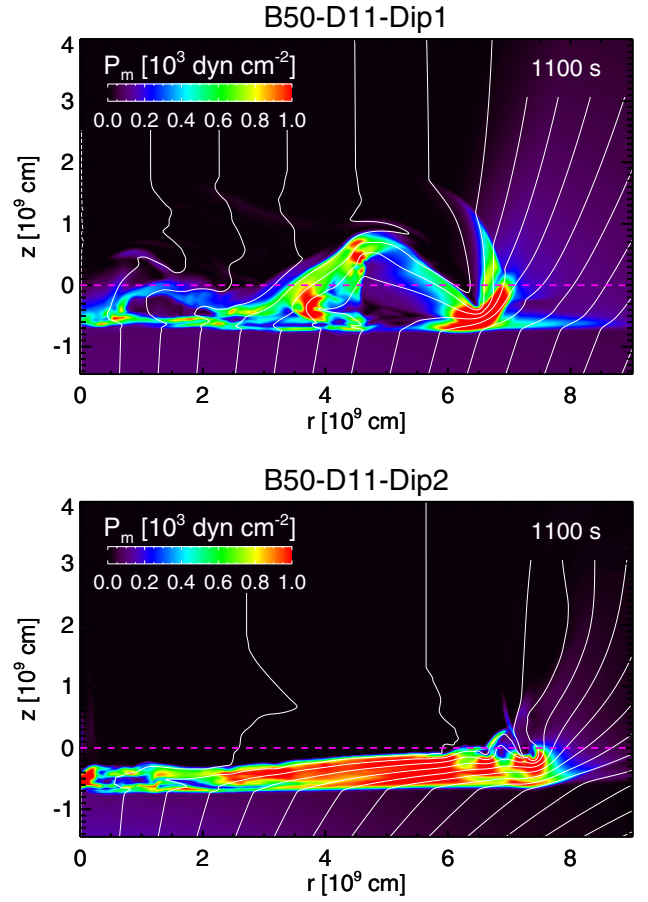 B50-D11-Dip1
4
P_m [10^3 dyn cm^-2]
1100 s
3
0.0 0.2 0.4 0.6 0.8 1.0
2
z [10^9 cm]
1
0
-1
0 2 4 6 8
r [10^9 cm]
B50-D11-Dip2
4
P_m [10^3 dyn cm^-2]
1100 s
3
0.0 0.2 0.4 0.6 0.8 1.0
2
z [10^9 cm]
1
0
-1
0 2 4 6 8
r [10^9 cm]